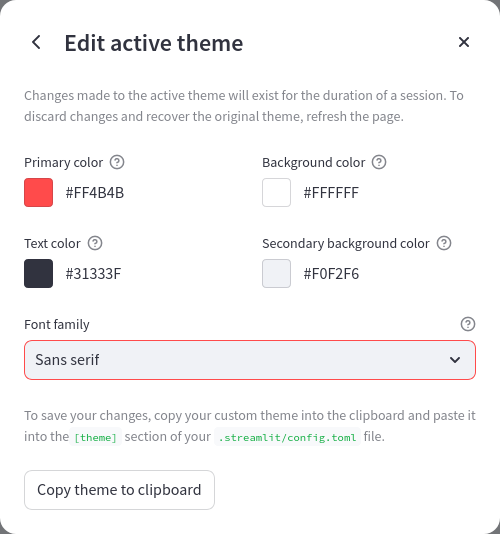 Edit active theme
Changes made to the active theme will exist for the duration of a session. To
discard changes and recover the original theme, refresh the page.
Primary color
Background color
#FF4B4B
#FFFFFF
Text color
Secondary background color
#31333F
#F0F2F6
Font family
Sans serif
To save your changes, copy your custom theme into the clipboard and paste it
into the [theme] section of your .streamlit/config.toml file.
Copy theme to clipboard